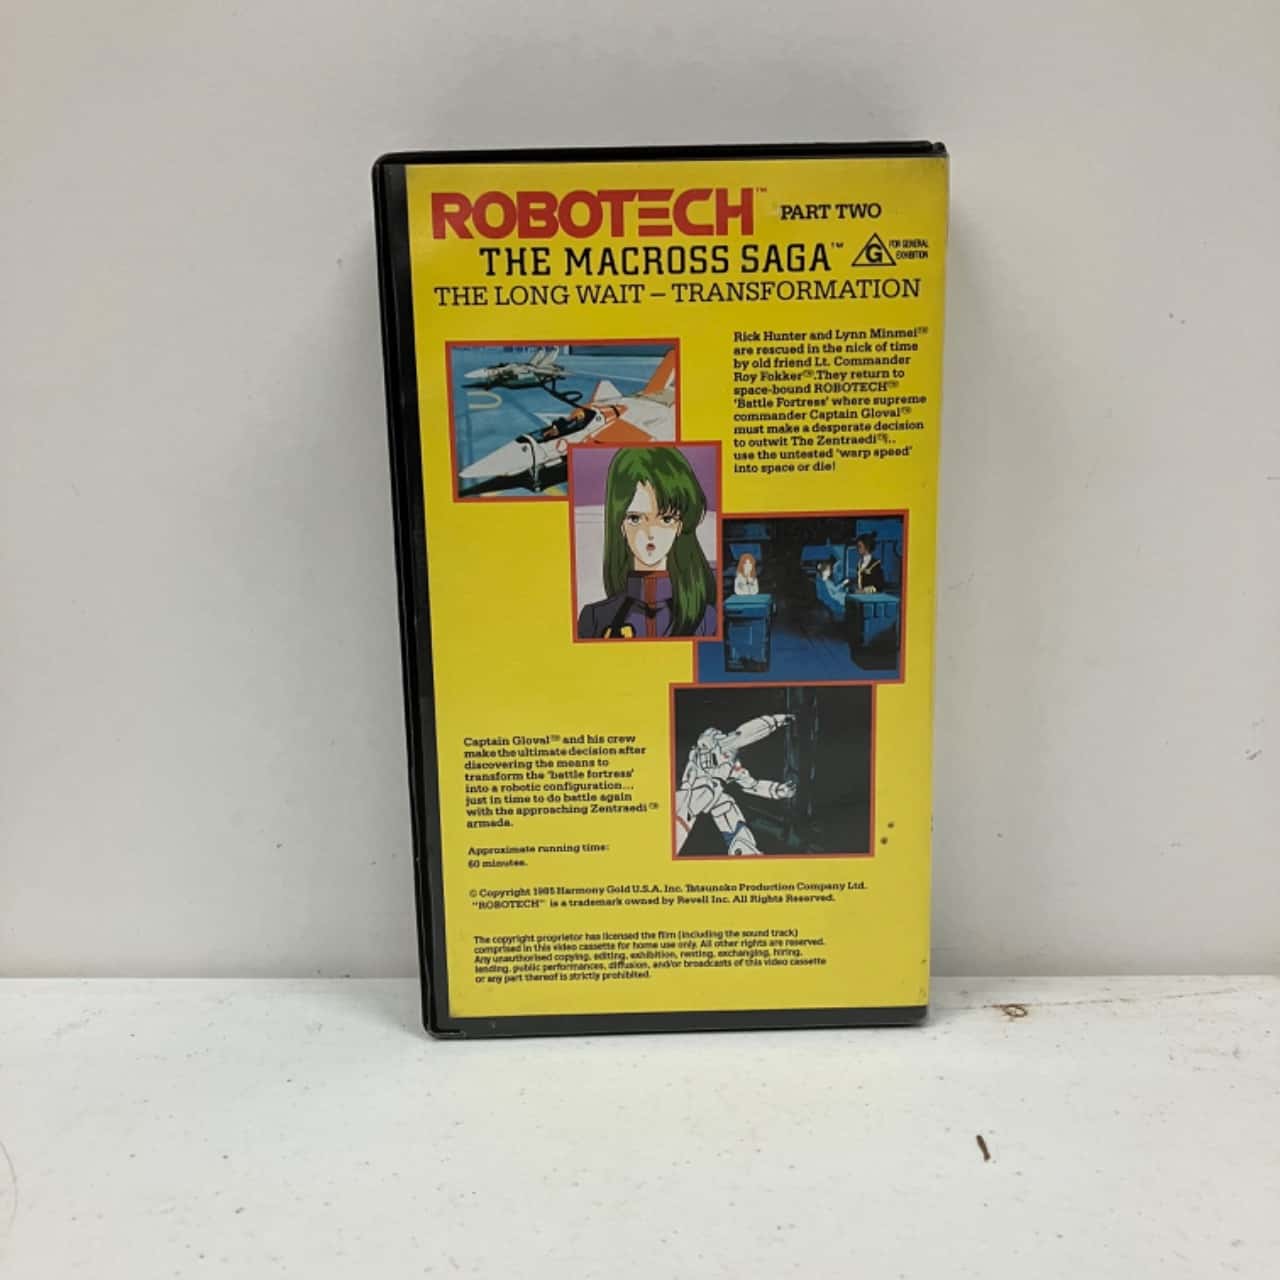 ROBOTECH™ PART TWO
THE MACROSS SAGA™
G FOR GENERAL
EXHIBITION
THE LONG WAIT – TRANSFORMATION
Rick Hunter and Lynn Minmei™
are rescued in the nick of time
by old friend Lt. Commander
Roy Fokker™. They return to
space-bound ROBOTECH™
'Battle Fortress' where supreme
commander Captain Gloval™
must make a desperate decision
to outwit The Zentraedi™...
use the untested 'warp speed'
into space or die!
Captain Gloval™ and his crew
make the ultimate decision after
discovering the means to
transform the 'battle fortress'
into a robotic configuration...
just in time to do battle again
with the approaching Zentraedi™
armada.
Approximate running time:
60 minutes.
© Copyright 1985 Harmony Gold U.S.A. Inc. Tatsunoko Production Company Ltd.
"ROBOTECH" is a trademark owned by Revell Inc. All Rights Reserved.
The copyright proprietor has licensed the film (including the sound track)
comprised in this video cassette for home use only. All other rights are reserved.
Any unauthorised copying, editing, exhibition, renting, exchanging, hiring,
lending, public performances, diffusion, and/or broadcasts of this video cassette
or any part thereof is strictly prohibited.